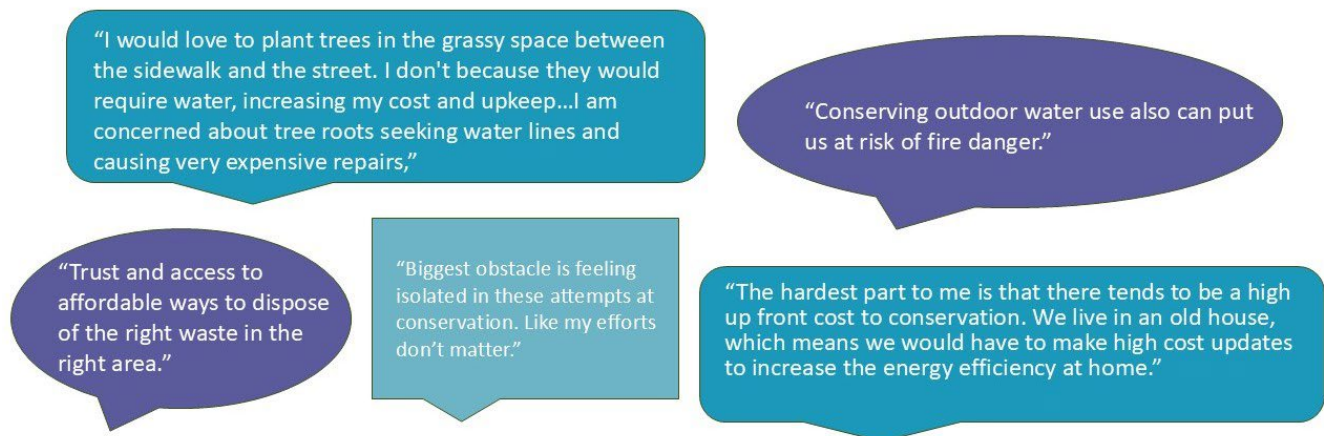 “I would love to plant trees in the grassy space between
the sidewalk and the street. I don't because they would
require water, increasing my cost and upkeep...I am
concerned about tree roots seeking water lines and
causing very expensive repairs,”
“Conserving outdoor water use also can put
us at risk of fire danger.”
“Trust and access to
affordable ways to dispose
of the right waste in the
right area.”
“Biggest obstacle is feeling
isolated in these attempts at
conservation. Like my efforts
don’t matter.”
“The hardest part to me is that there tends to be a high
up front cost to conservation. We live in an old house,
which means we would have to make high cost updates
to increase the energy efficiency at home.”